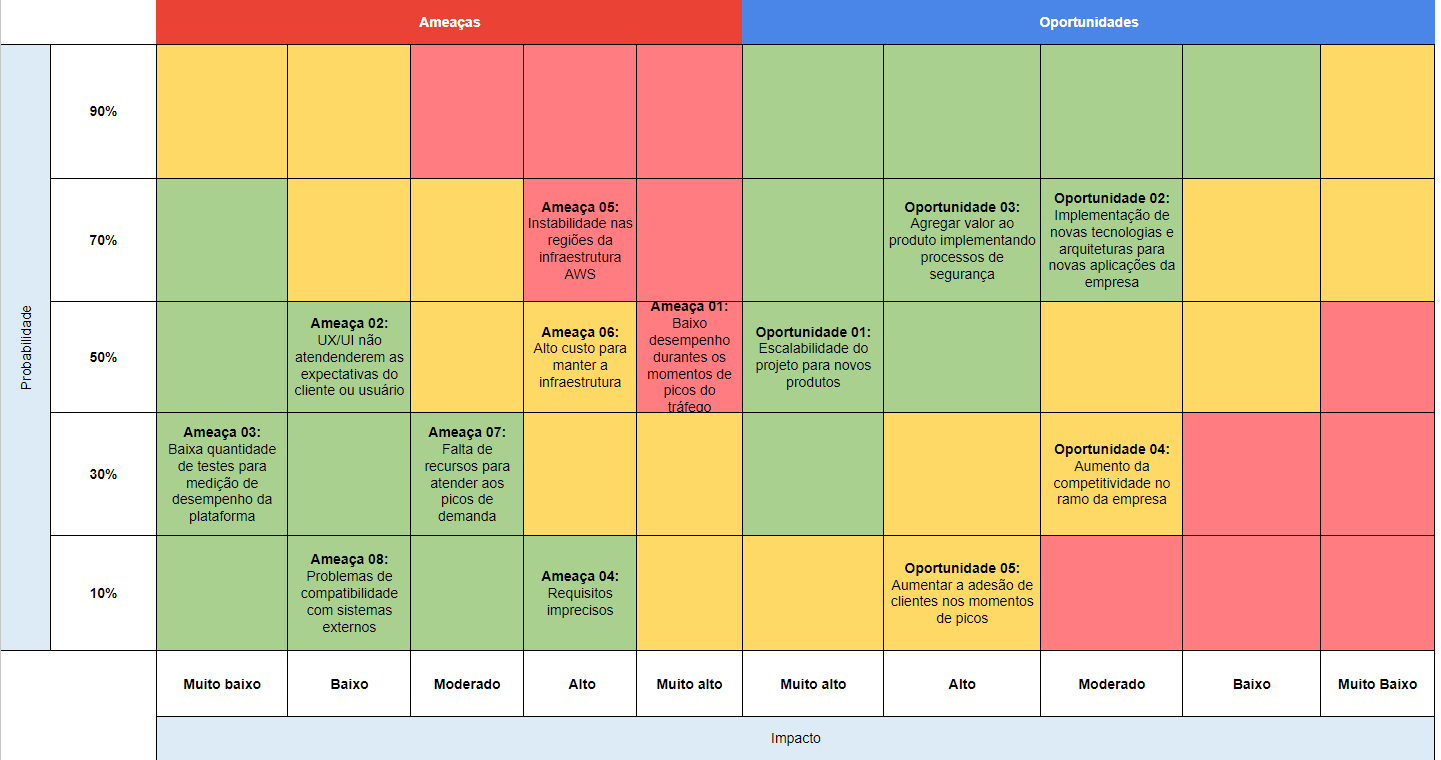 Ameaças
Oportunidades
Probabilidade
90%
70%
Ameaça 05:
Instabilidade nas
regiões da
infraestrutura
AWS
Oportunidade 03:
Agregar valor ao
produto implementando
processos de
segurança
Oportunidade 02:
Implementação de
novas tecnologias e
arquiteturas para
novas aplicações da
empresa
50%
Ameaça 02:
UX/UI não
atendenderem as
expectativas do
cliente ou usuário
Ameaça 06:
Alto custo para
manter a
infraestrutura
Ameaça 01:
Baixo
desempenho
durantes os
momentos de
picos do
tráfego
Oportunidade 01:
Escalabilidade do
projeto para novos
produtos
30%
Ameaça 03:
Baixa quantidade
de testes para
medição de
desempenho da
plataforma
Ameaça 07:
Falta de
recursos para
atender aos
picos de
demanda
Oportunidade 04:
Aumento da
competitividade no
ramo da empresa
10%
Ameaça 08:
Problemas de
compatibilidade
com sistemas
externos
Ameaça 04:
Requisitos
imprecisos
Oportunidade 05:
Aumentar a adesão de
clientes nos momentos
de picos
Muito baixo
Baixo
Moderado
Alto
Muito alto
Muito alto
Alto
Moderado
Baixo
Muito Baixo
Impacto